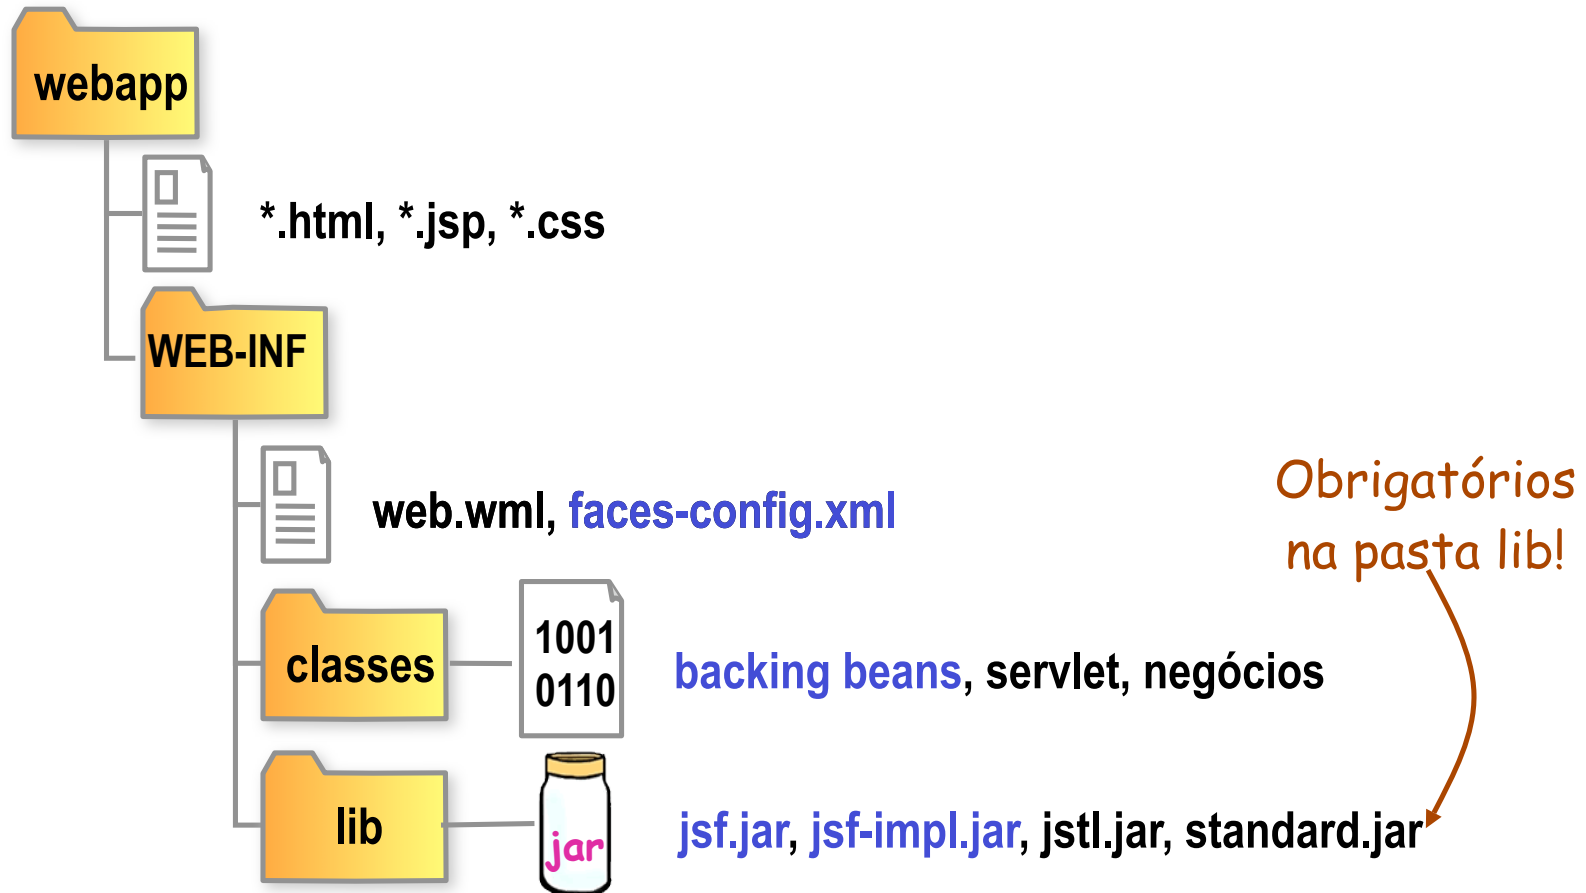 webapp
*.html, *.jsp, *.css
WEB-INF
web.wml, faces-config.xml
Obrigatórios
na pasta lib!
classes
1001
0110
backing beans, servlet, negócios
lib
jar
jsf.jar, jsf-impl.jar, jstl.jar, standard.jar